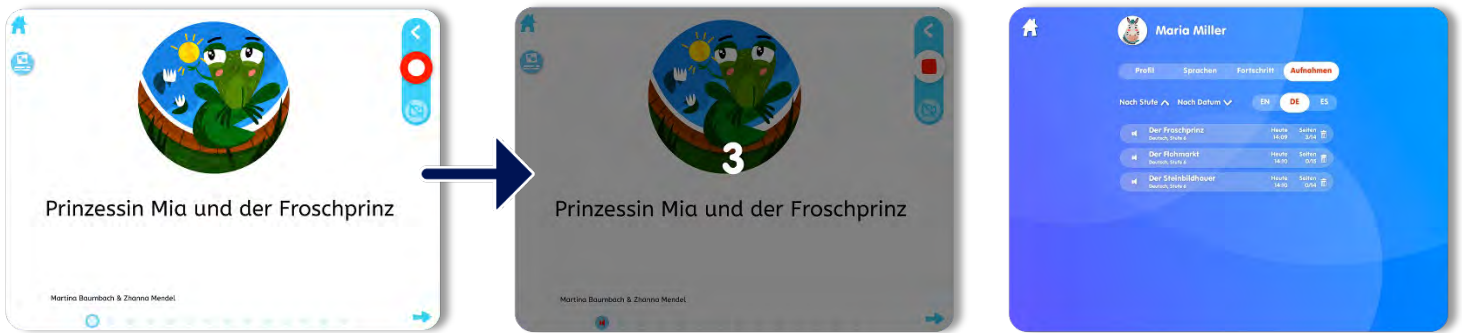 Prinzessin Mia und der Froschprinz
Martina Baumbach & Zhanna Mendel
3
Prinzessin Mia und der Froschprinz
Martina Baumbach & Zhanna Mendel
Maria Miller
Profil Sprachen Fortschritt Aufnahmen
Nach Stufe Nach Datum EN DE ES
Der Froschprinz Heute Seiten
Deutsch, Stufe 6 14:09 3/14
Der Flohmarkt Heute Seiten
Deutsch, Stufe 6 14:10
Der Steinbildhauer Heute Seiten
Deutsch, Stufe 6 14:10 0/14